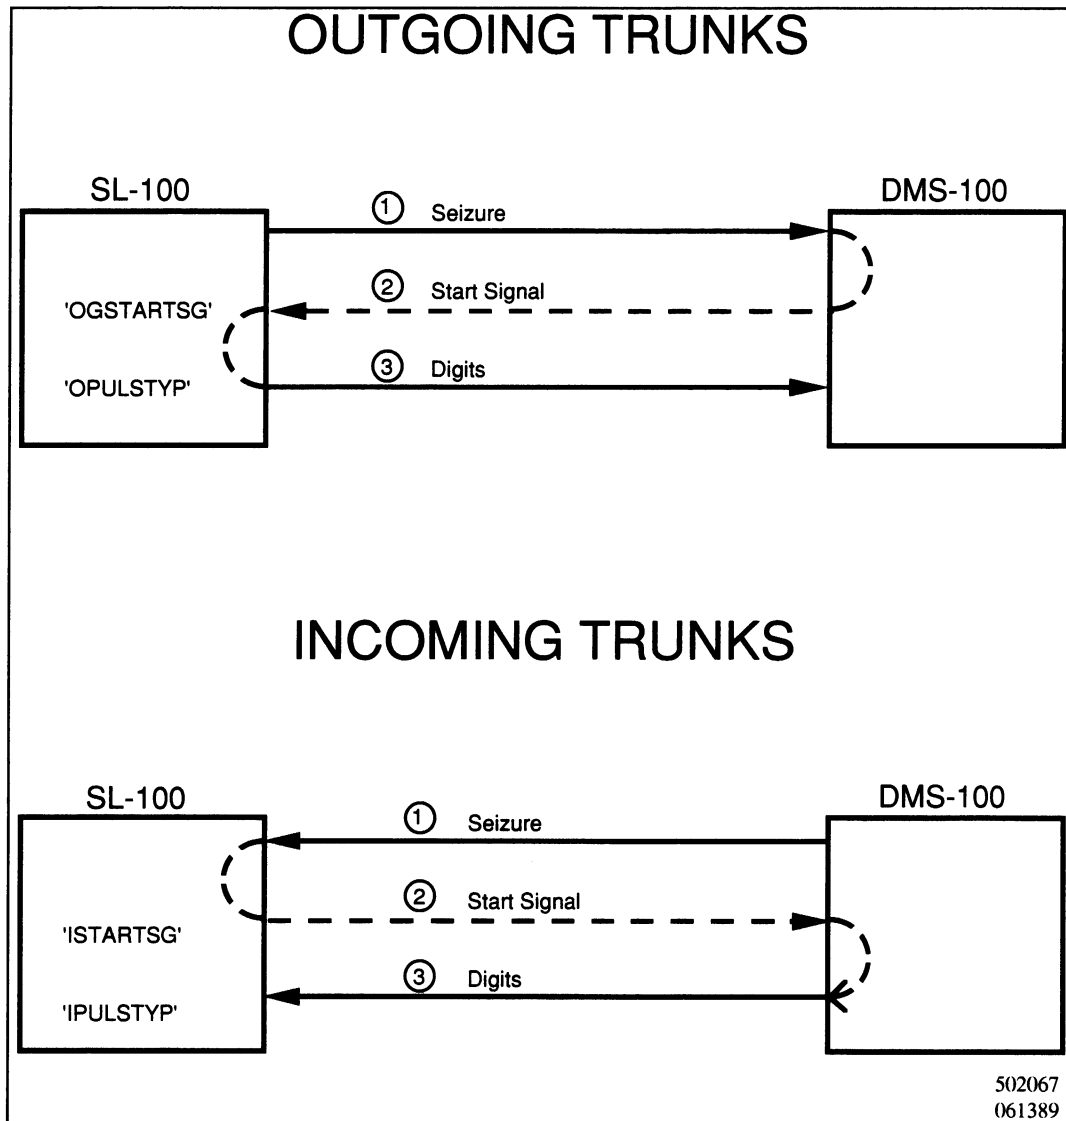 OUTGOING TRUNKS
SL-100
DMS-100
1 Seizure
2 Start Signal
'OGSTARTSG'
3 Digits
'OPULSTYP'
INCOMING TRUNKS
SL-100
DMS-100
1 Seizure
2 Start Signal
'ISTARTSG'
3 Digits
'IPULSTYP'
502067
061389